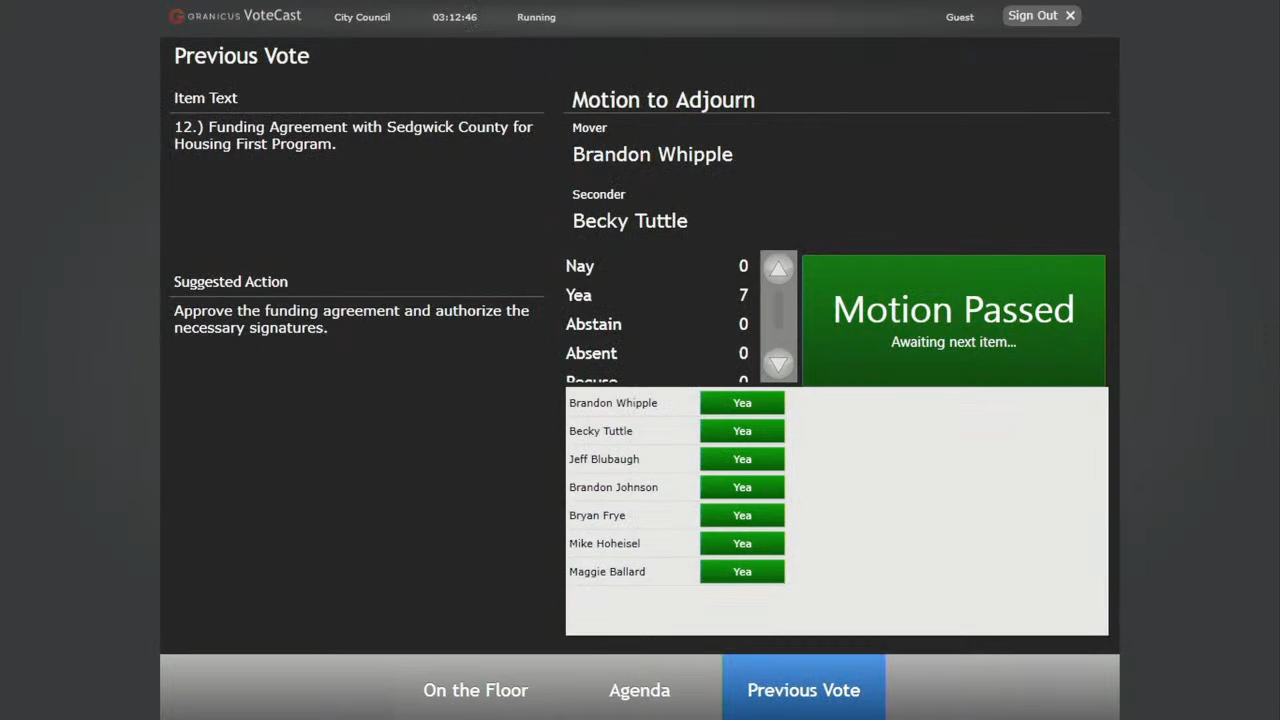 GRANICUS VoteCast City Council 03:12:46 Running Guest Sign Out ✕
Previous Vote
Item Text
12.) Funding Agreement with Sedgwick County for
Housing First Program.
Suggested Action
Approve the funding agreement and authorize the
necessary signatures.
Motion to Adjourn
Mover
Brandon Whipple
Seconder
Becky Tuttle
Nay 0
Yea 7
Abstain 0
Absent 0
Recuse 0
Motion Passed
Awaiting next item...
Brandon Whipple Yea
Becky Tuttle Yea
Jeff Blubaugh Yea
Brandon Johnson Yea
Bryan Frye Yea
Mike Hoheisel Yea
Maggie Ballard Yea
On the Floor Agenda Previous Vote